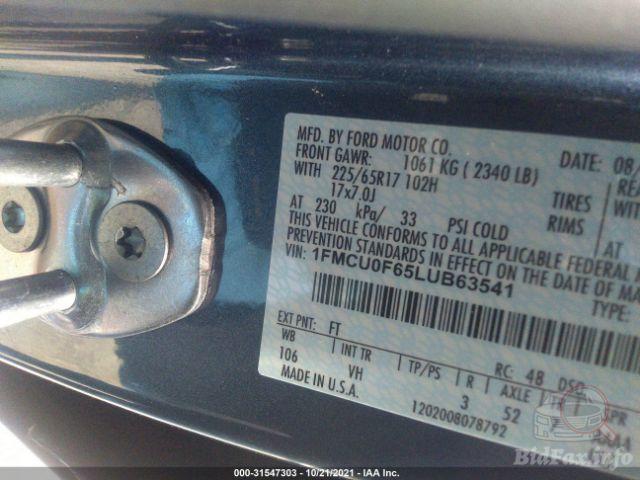 MFD. BY FORD MOTOR CO.
DATE: 08/
FRONT GAWR: 1061 KG ( 2340 LB)
WITH 225/65R17 102H TIRES
17x7.0J RIMS
AT 230 kPa/ 33 PSI COLD
AT
THIS VEHICLE CONFORMS TO ALL APPLICABLE FEDERAL
PREVENTION STANDARDS IN EFFECT ON THE DATE OF MA
VIN: 1FMCU0F65LUB63541
TYPE:
EXT PNT: FT RC: 48 DSO:
WB INT TR TP/PS R AXLE
106 VH 3 52
MADE IN U.S.A.
1202008078792
000-31547303 - 10/21/2021 - IAA Inc.
BidFax.info